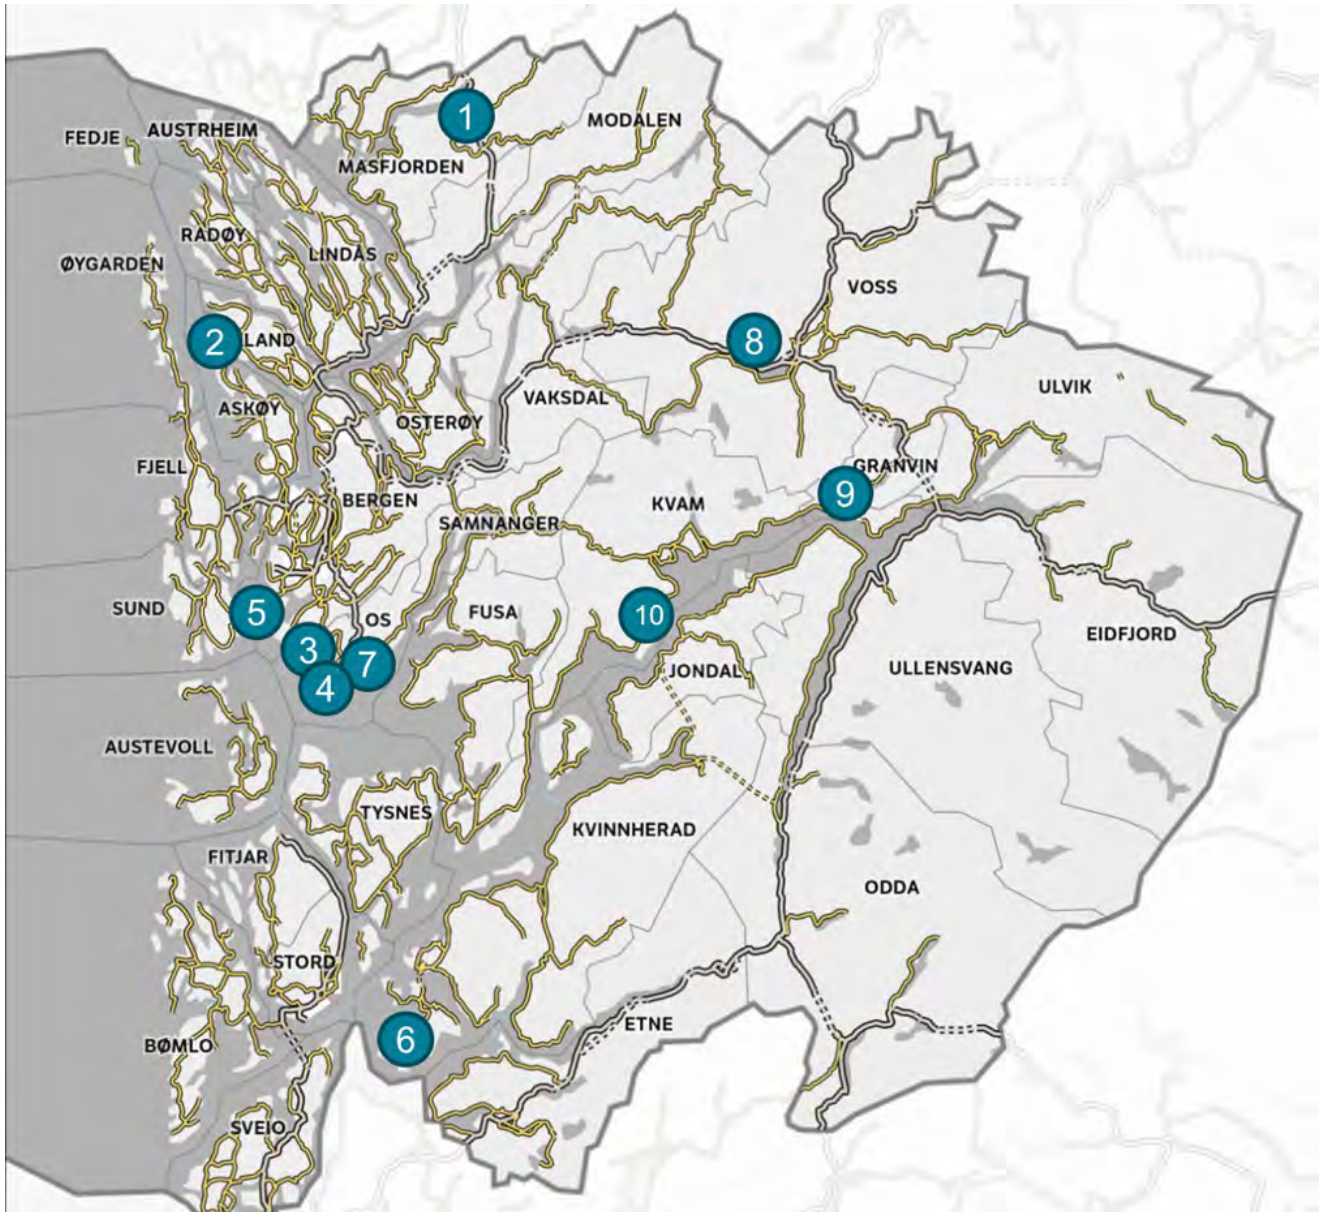 1
MODALEN
AUSTRHEIM
FEDJE
MASFJORDEN
RADØY
LINDÅS
ØYGARDEN
VOSS
2
LAND
8
ULVIK
VAKSDAL
ASKØY
OSTERØY
FJELL
GRANVIN
BERGEN
9
KVAM
SAMNANGER
SUND
5
FUSA
10
OS
EIDFJORD
3
7
4
JONDAL
ULLENSVANG
AUSTEVOLL
TYSNES
KVINNHERAD
FITJAR
ODDA
STORD
ETNE
6
BØMLO
SVEIO